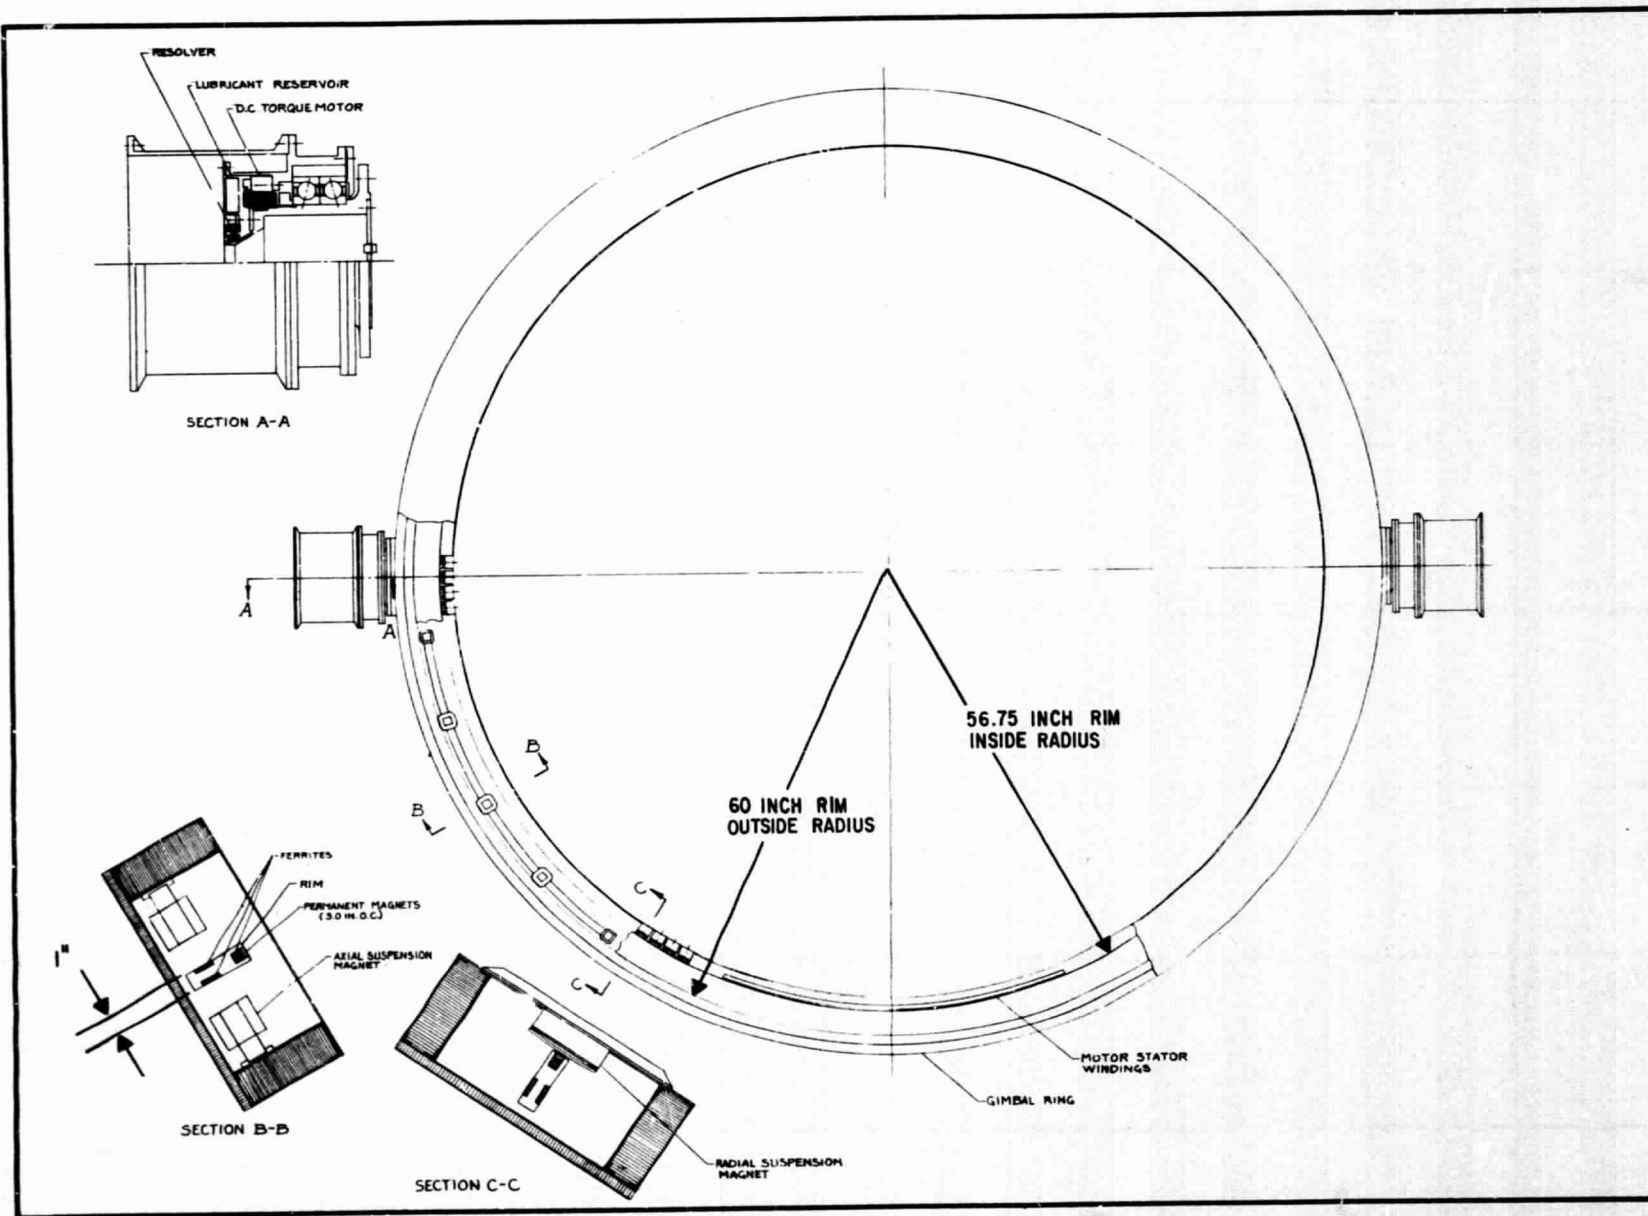 RESOLVER
LUBRICANT RESERVOIR
D.C. TORQUE MOTOR
SECTION A-A
A
A
56.75 INCH RIM
INSIDE RADIUS
60 INCH RIM
OUTSIDE RADIUS
B
B
C
C
FERRITES
RIM
PERMANENT MAGNETS
(3.0 IN. O.C.)
AXIAL SUSPENSION
MAGNET
1"
SECTION B-B
MOTOR STATOR
WINDINGS
GIMBAL RING
RADIAL SUSPENSION
MAGNET
SECTION C-C